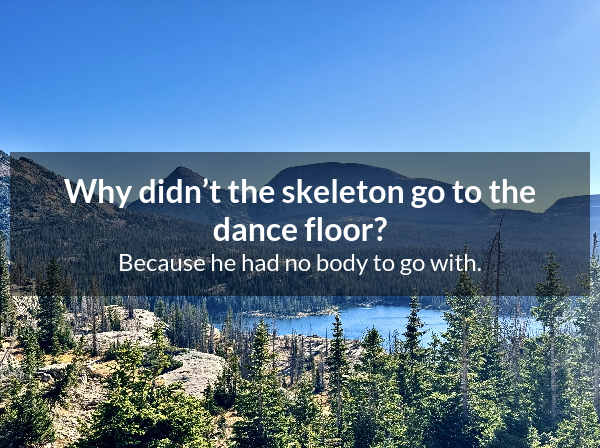 Why didn’t the skeleton go to the
dance floor?
Because he had no body to go with.